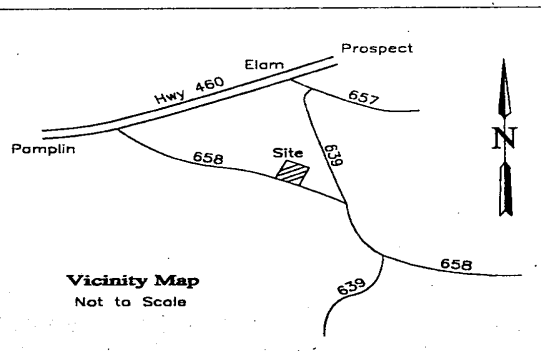 Prospect
Elam
Hwy 460
657
Pamplin
658
Site
639
N
658
639
Vicinity Map
Not to Scale